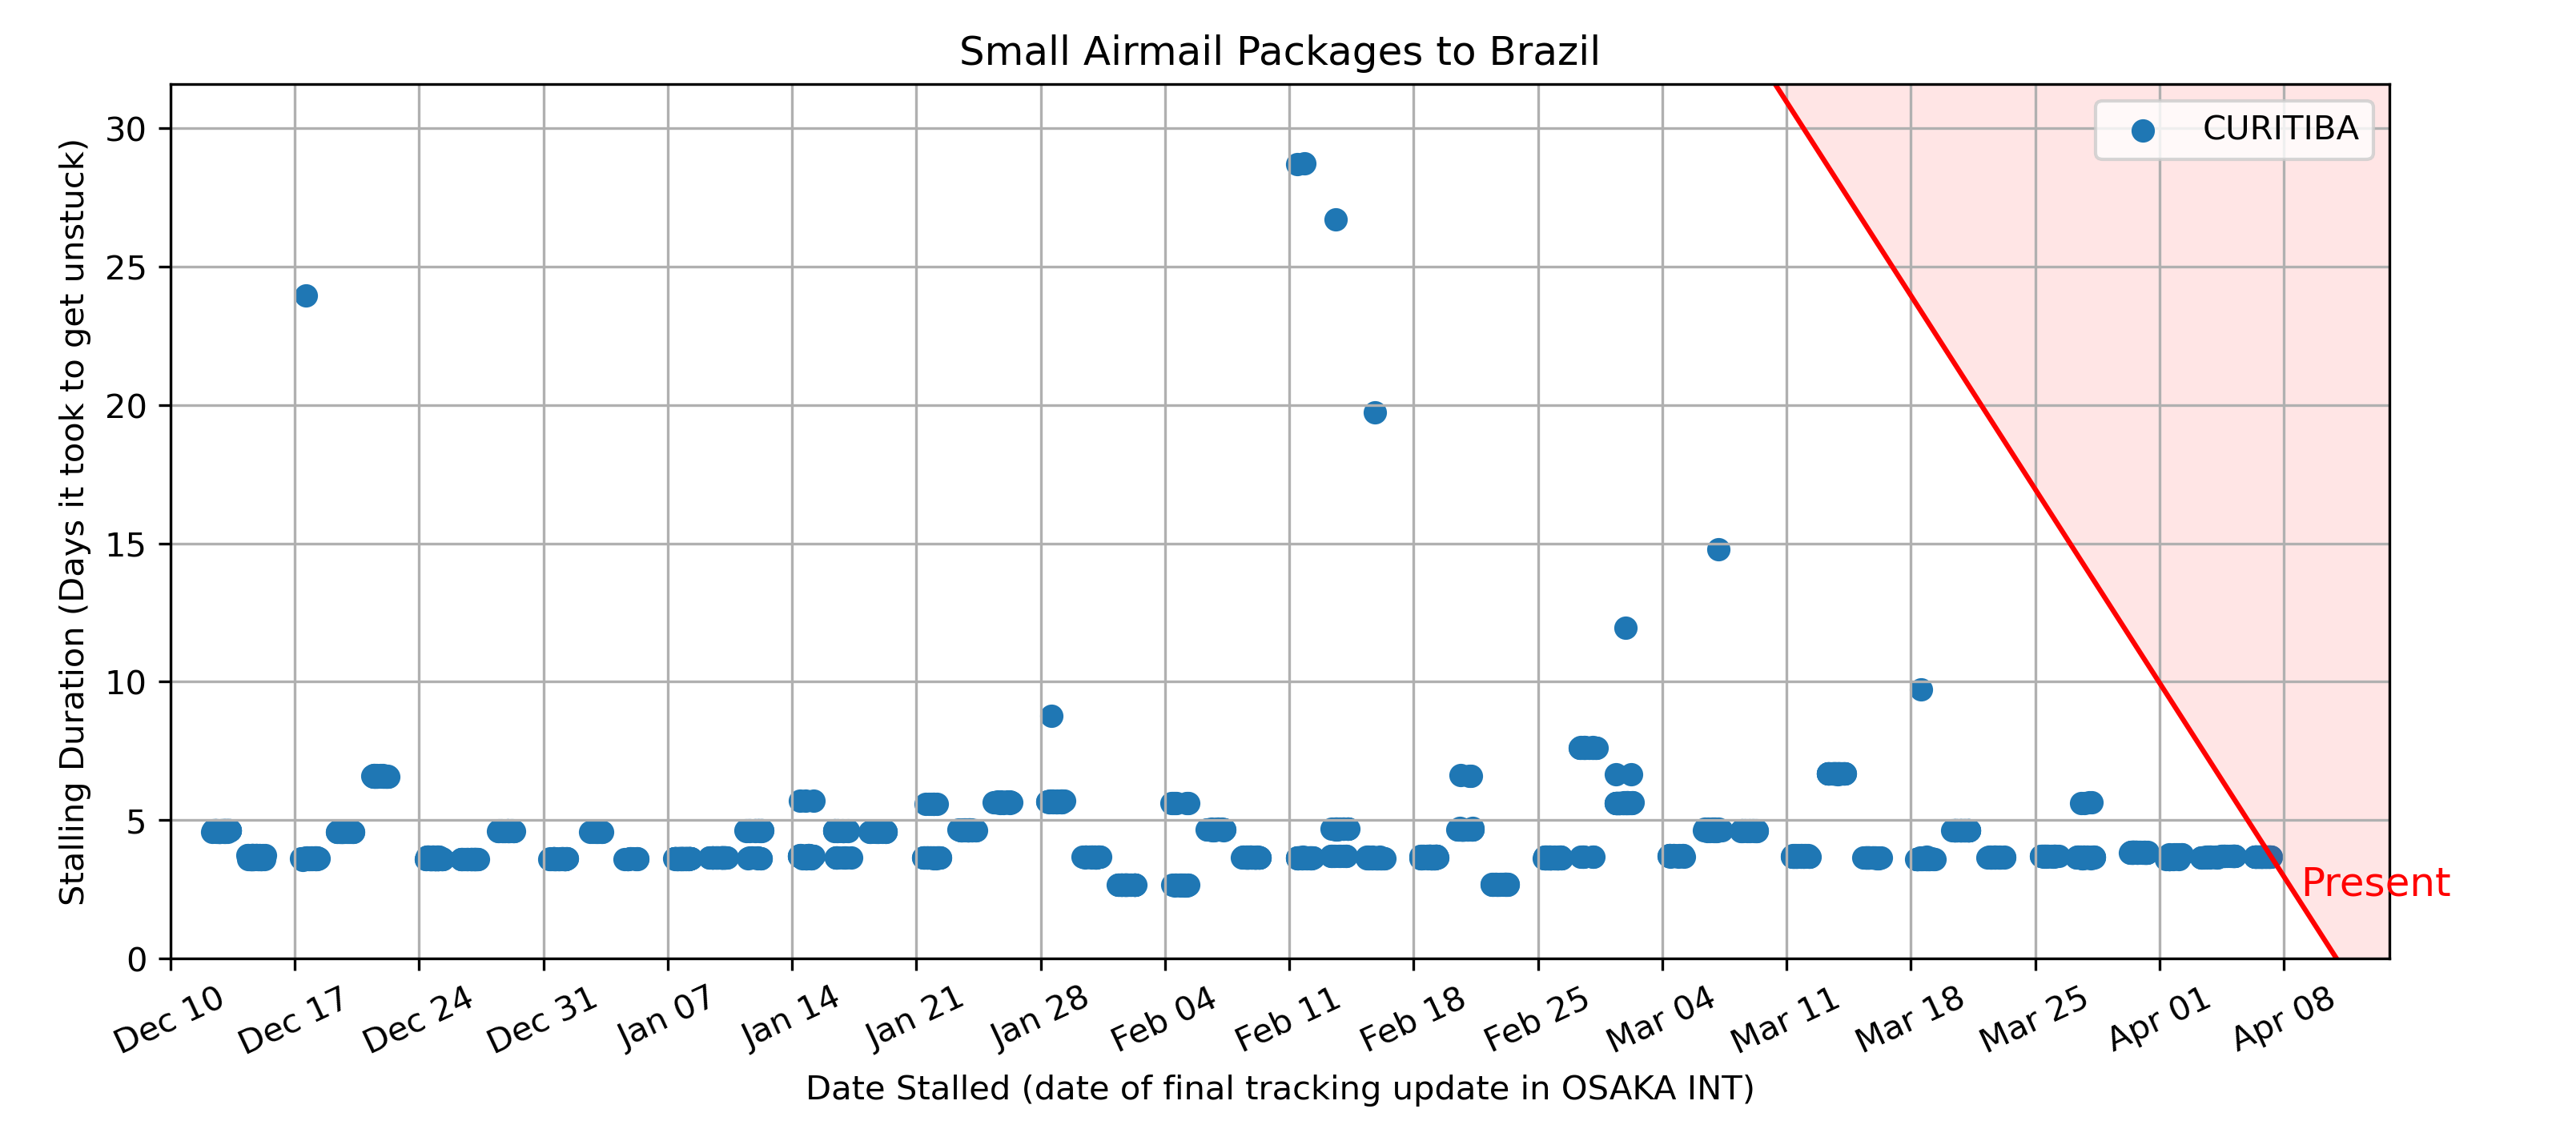 Small Airmail Packages to Brazil
CURITIBA
Stalling Duration (Days it took to get unstuck)
30
25
20
15
10
5
0
Present
Dec 10
Dec 17
Dec 24
Dec 31
Jan 07
Jan 14
Jan 21
Jan 28
Feb 04
Feb 11
Feb 18
Feb 25
Mar 04
Mar 11
Mar 18
Mar 25
Apr 01
Apr 08
Date Stalled (date of final tracking update in OSAKA INT)